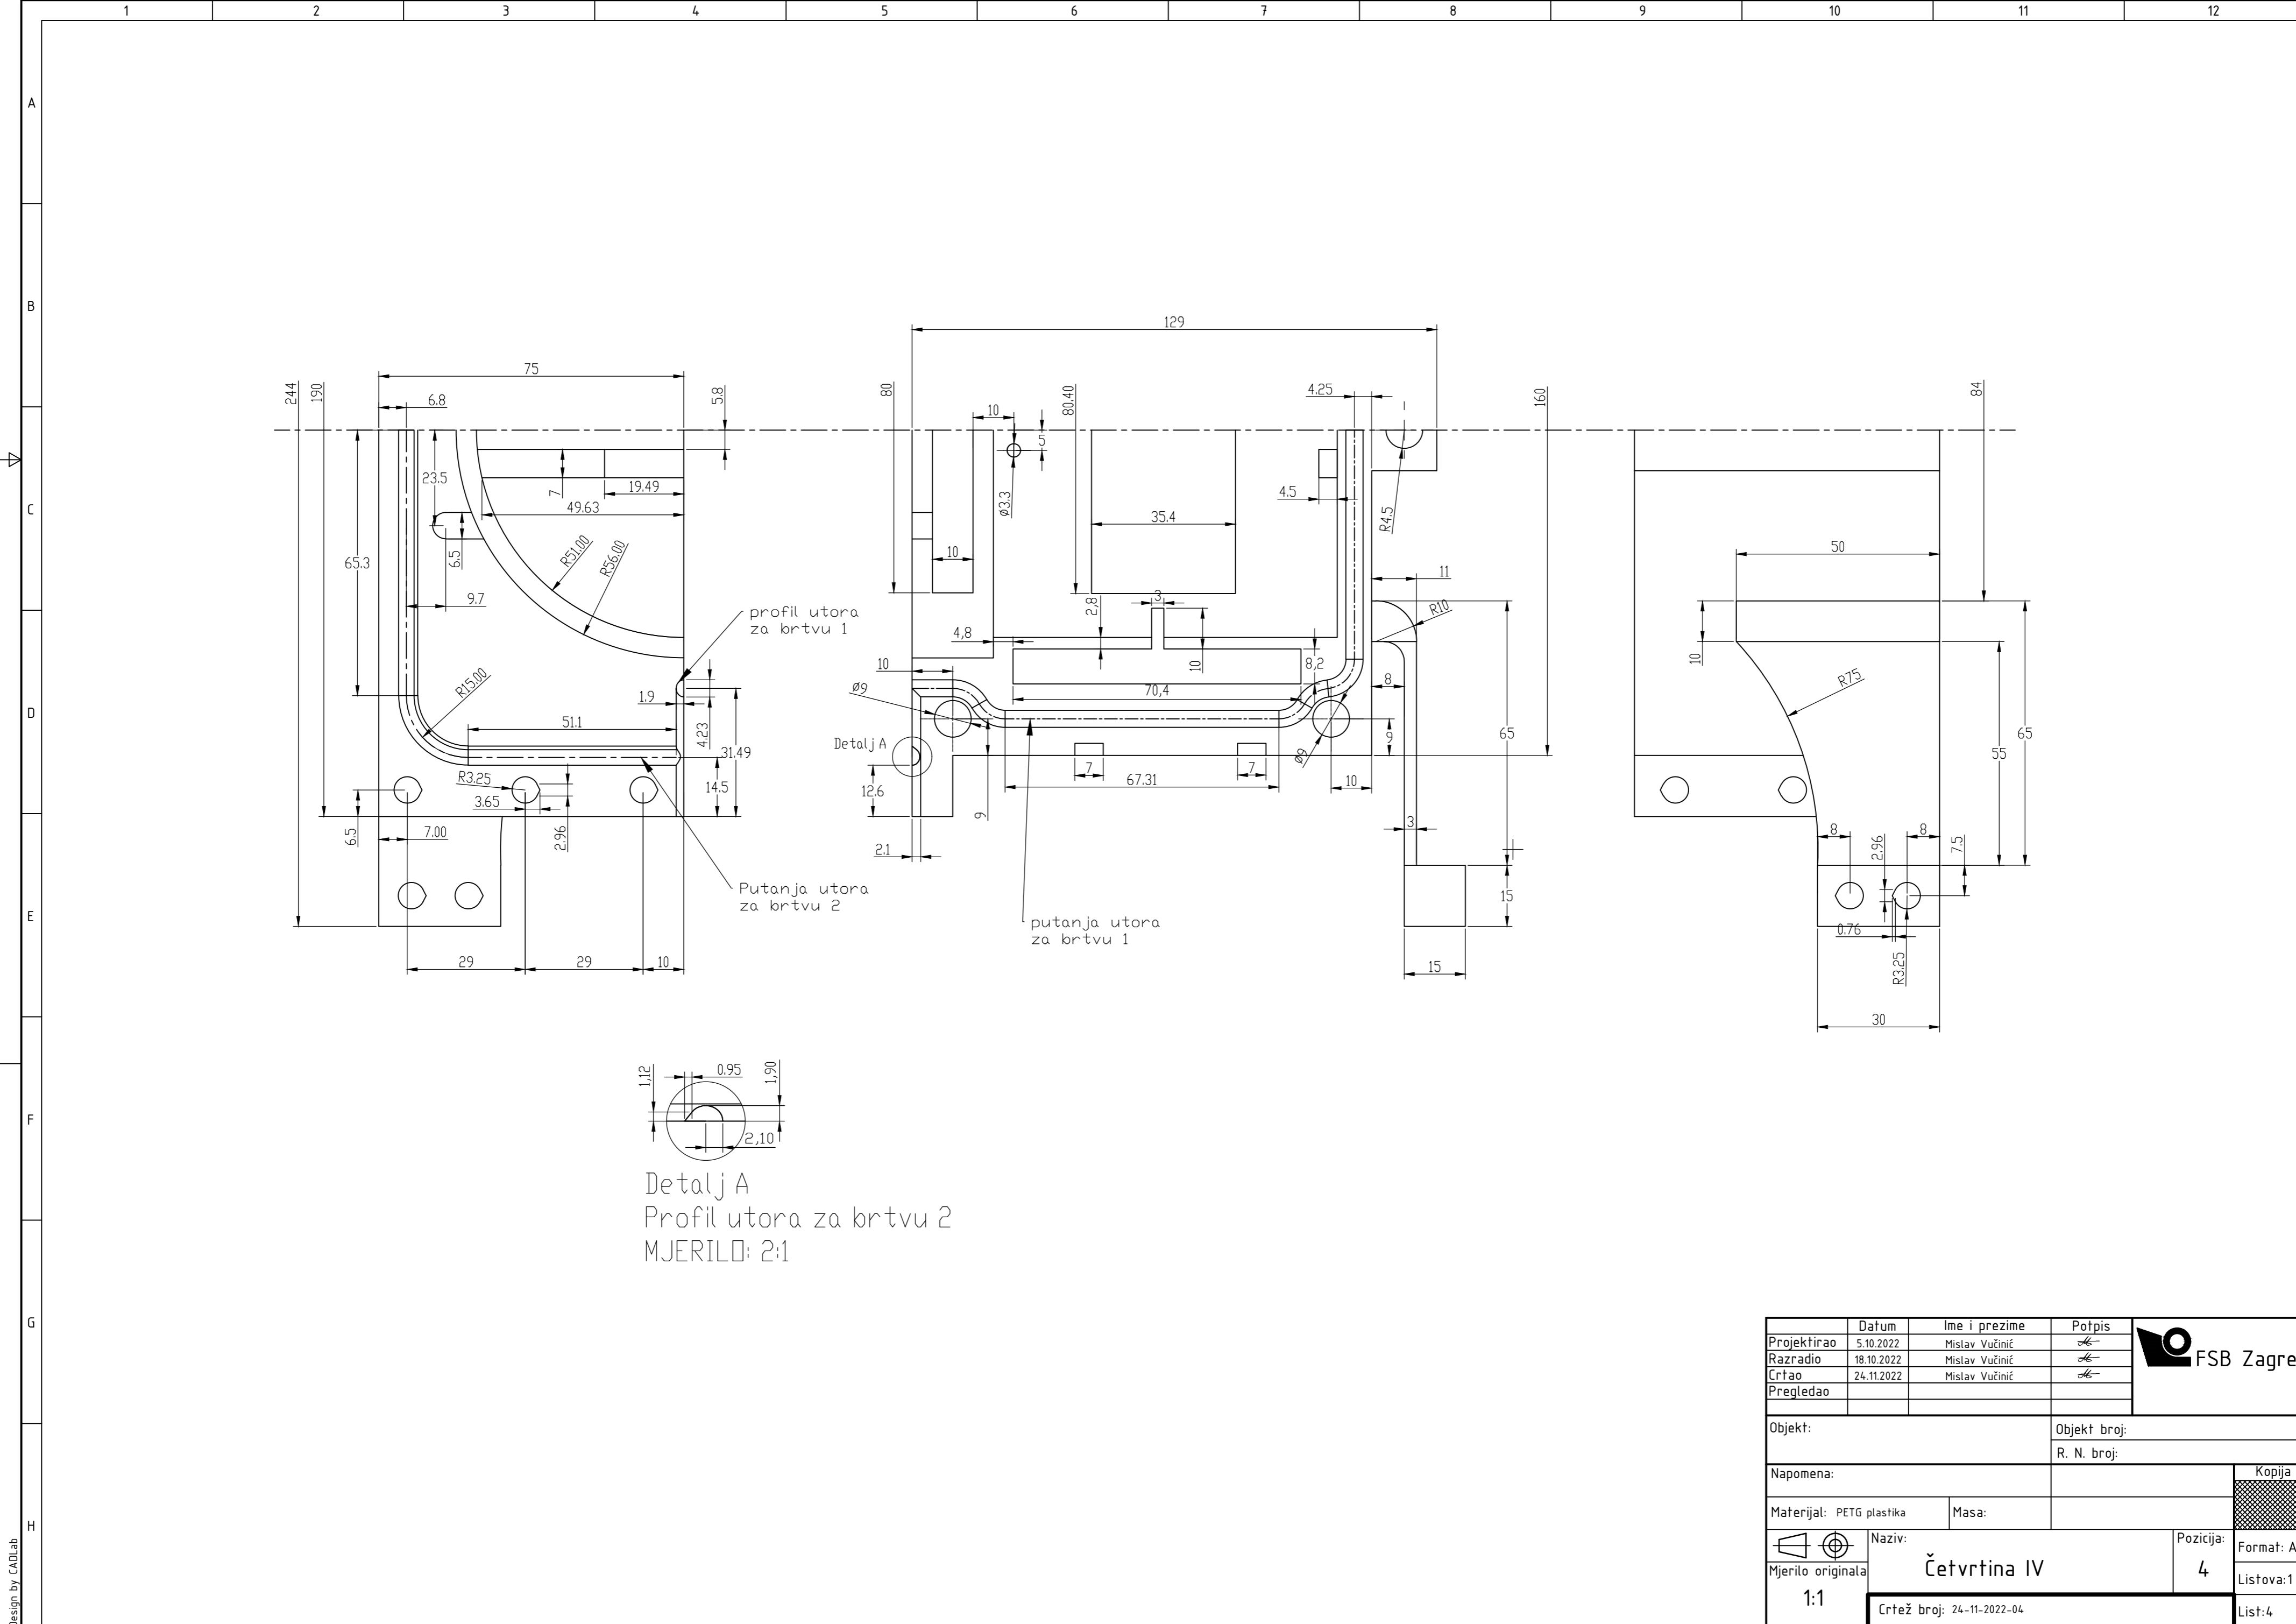 1 2 3 4 5 6 7 8 9 10 11 12
A
B
C
D
E
F
G
H
Design by CADLab
75
6.8
244
190
5.8
23.5
7
19.49
49.63
6.5
65.3
9.7
R51.00
R56.00
profil utora
za brtvu 1
R15.00
1.9
4.23
51.1
31.49
14.5
R3.25
3.65
2.96
6.5
7.00
Putanja utora
za brtvu 2
29
29
10
129
80
10
5
80.40
4.25
160
Ø3.3
4.5
R4.5
35.4
10
11
R10
2,8
3
4,8
10
10
8,2
8
70,4
Ø9
Detalj A
12.6
9
7
7
67.31
Ø9
9
10
65
3
2.1
15
15
putanja utora
za brtvu 1
84
50
10
R75
65
55
8
2.96
8
7.5
0.76
R3.25
30
1,12
0.95
1,90
2,10
Detalj A
Profil utora za brtvu 2
MJERILO: 2:1
Datum Ime i prezime Potpis
Projektirao 5.10.2022 Mislav Vučinić
Razradio 18.10.2022 Mislav Vučinić
Crtao 24.11.2022 Mislav Vučinić
Pregledao
FSB Zagre
Objekt:
Objekt broj:
R. N. broj:
Napomena:
Kopija
Materijal: PETG plastika
Masa:
Naziv:
Četvrtina IV
Pozicija:
4
Format: A
Mjerilo originala
1:1
Listova:1
Crtež broj: 24-11-2022-04
List:4